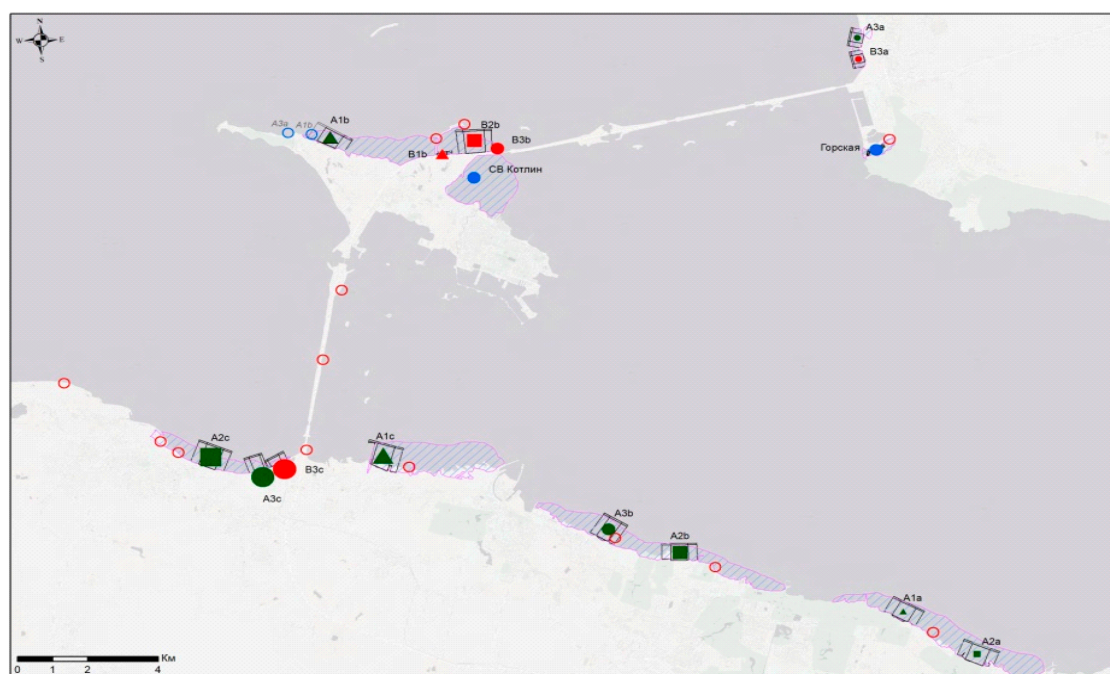 N
W E
S
A3a
B3a
A3a A1b A1b
B2b
B1b
B3b
СВ Котлин
Горская
A2c
A1c
B3c
A3c
A3b
A2b
A1a
A2a
Км
0 1 2 4